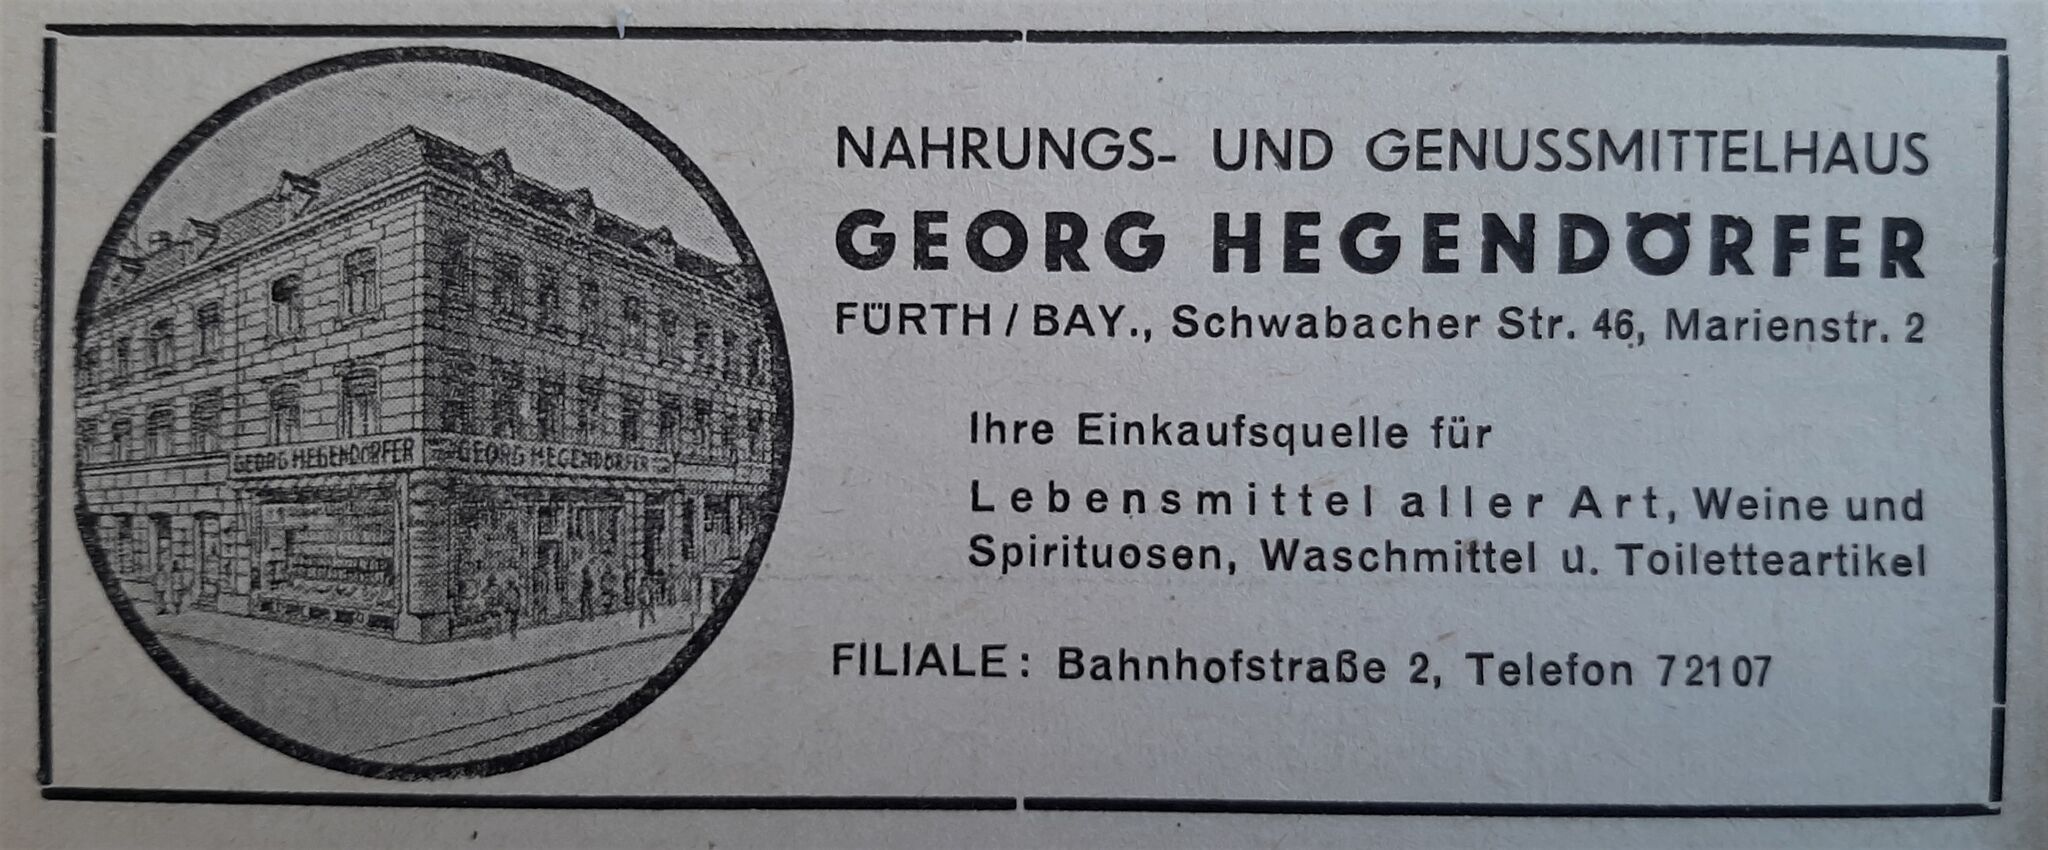 NAHRUNGS- UND GENUSSMITTELHAUS
GEORG HEGENDÖRFER
FÜRTH / BAY., Schwabacher Str. 46, Marienstr. 2
Ihre Einkaufsquelle für
Lebensmittel aller Art, Weine und
Spirituosen, Waschmittel u. Toiletteartikel
FILIALE: Bahnhofstraße 2, Telefon 72107
GEORG HEGENDÖRFER
GEORG HEGENDÖRFER